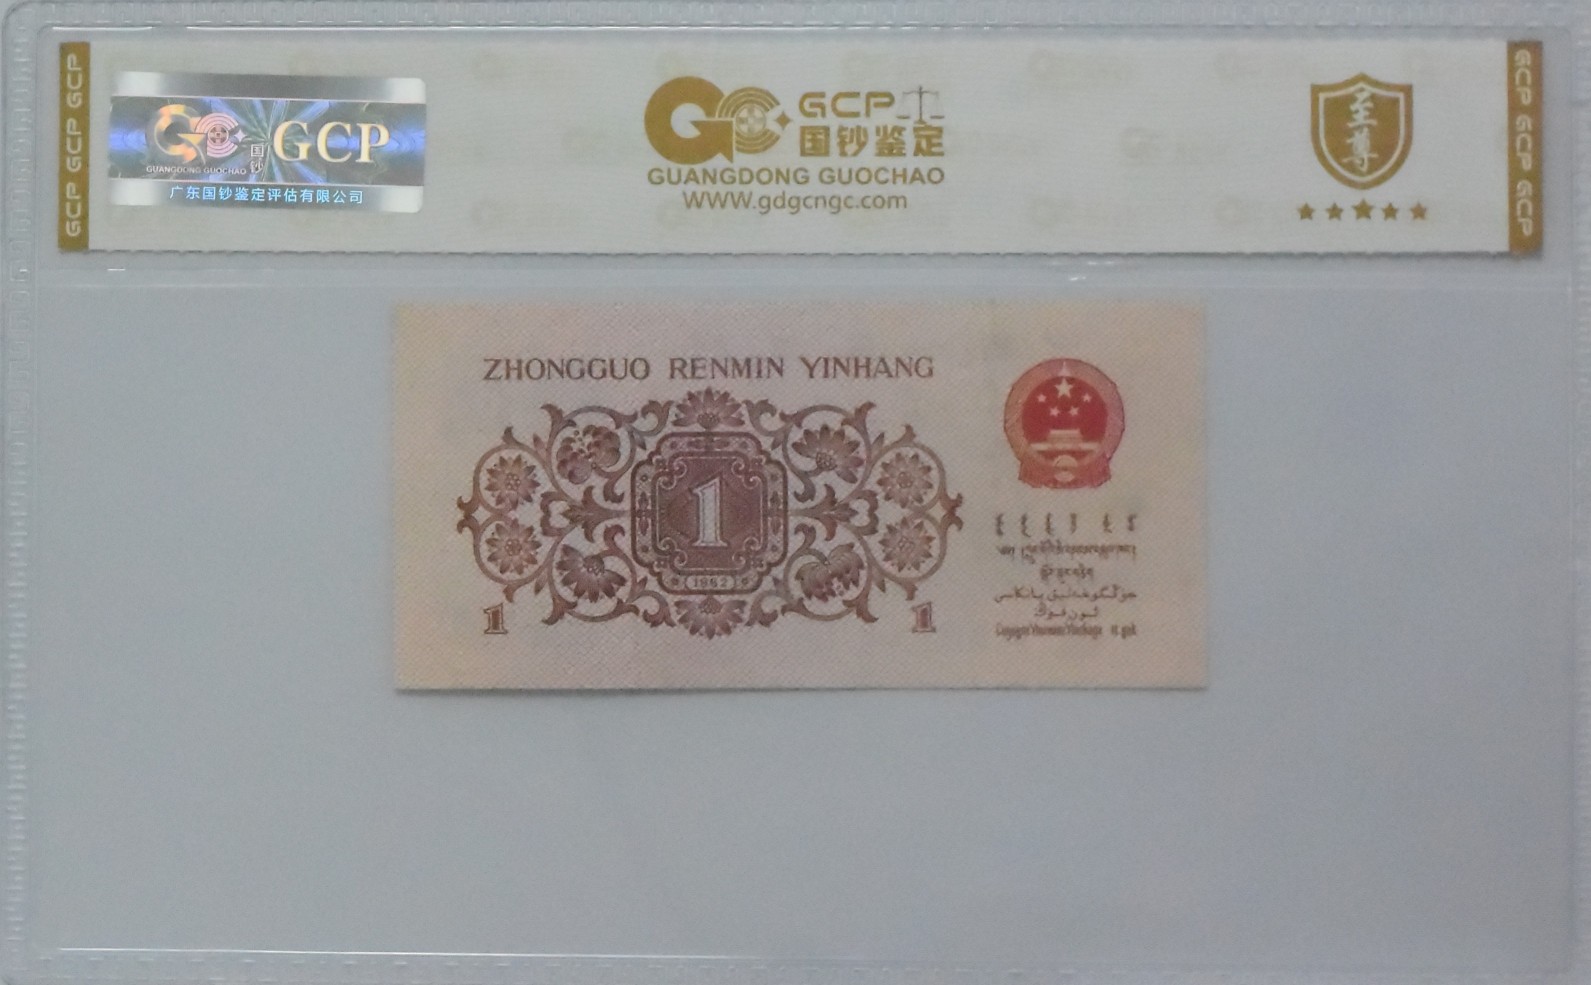 GCP GCP GCP
GCP
国钞
GUANGDONG GUOCHAO
广东国钞鉴定评估有限公司
GCP
国钞鉴定
GUANGDONG GUOCHAO
WWW.gdgcngc.com
至尊
GCP GCP GCP
ZHONGGUO RENMIN YINHANG
1
1962
1
1